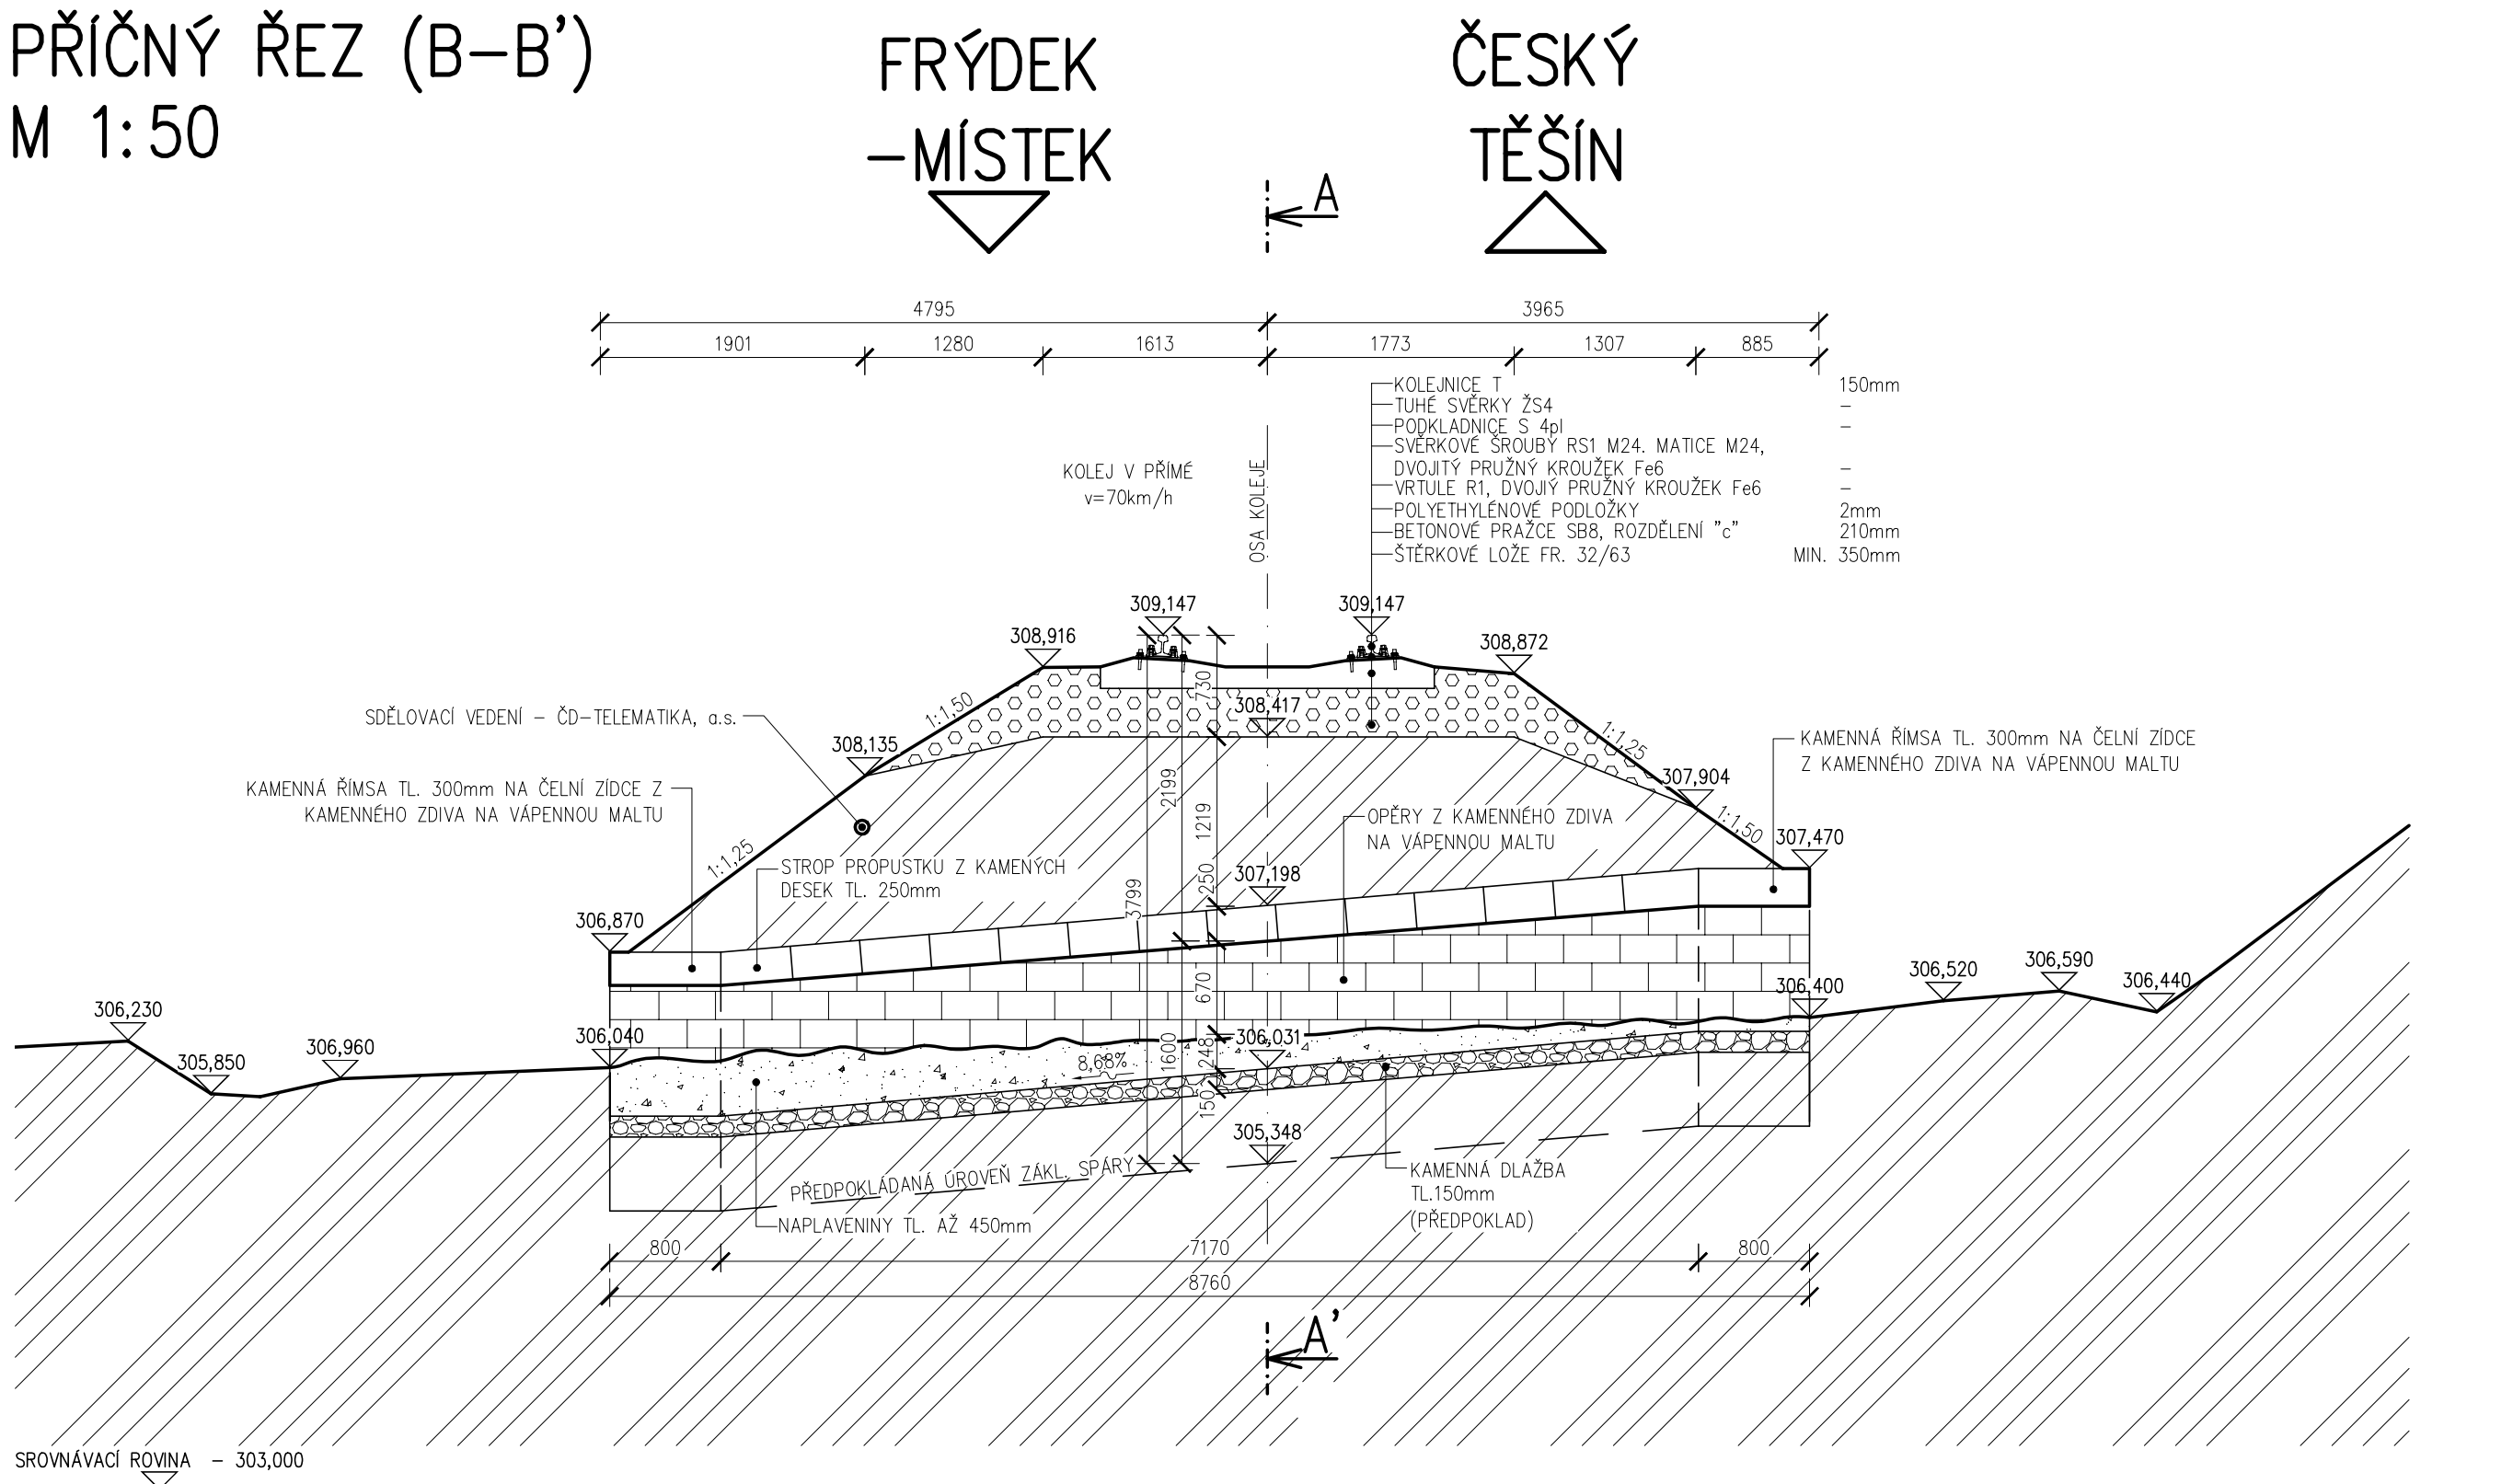 PŘÍČNÝ ŘEZ (B-B')
M 1:50
FRÝDEK
-MÍSTEK
ČESKÝ
TĚŠÍN
A
4795
3965
1901
1280
1613
1773
1307
885
KOLEJNICE T 150mm
TUHÉ SVĚRKY ŽS4 -
PODKLADNICE S 4pl -
SVĚRKOVÉ ŠROUBY RS1 M24. MATICE M24,
DVOJITÝ PRUŽNÝ KROUŽEK Fe6 -
VRTULE R1, DVOJIÝ PRUŽNÝ KROUŽEK Fe6 -
POLYETHYLÉNOVÉ PODLOŽKY 2mm
BETONOVÉ PRAŽCE SB8, ROZDĚLENÍ "c" 210mm
ŠTĚRKOVÉ LOŽE FR. 32/63 MIN. 350mm
KOLEJ V PŘÍMÉ
v=70km/h
OSA KOLEJE
309,147
309,147
308,916
308,872
730
1:1,50
308,417
SDĚLOVACÍ VEDENÍ - ČD-TELEMATIKA, a.s.
308,135
1:1,25
307,904
KAMENNÁ ŘÍMSA TL. 300mm NA ČELNÍ ZÍDCE
Z KAMENNÉHO ZDIVA NA VÁPENNOU MALTU
KAMENNÁ ŘÍMSA TL. 300mm NA ČELNÍ ZÍDCE Z
KAMENNÉHO ZDIVA NA VÁPENNOU MALTU
2199
1219
OPĚRY Z KAMENNÉHO ZDIVA
NA VÁPENNOU MALTU
1:1,50
307,470
1:1,25
STROP PROPUSTKU Z KAMENÝCH
DESEK TL. 250mm
250
307,198
3799
306,870
670
306,400
306,520
306,590
306,440
306,230
305,850
306,960
306,040
8,68%
1600
248
306,031
150
305,348
PŘEDPOKLÁDANÁ ÚROVEŇ ZÁKL. SPÁRY
KAMENNÁ DLAŽBA
TL.150mm
(PŘEDPOKLAD)
NAPLAVENINY TL. AŽ 450mm
800
7170
800
8760
A'
SROVNÁVACÍ ROVINA - 303,000